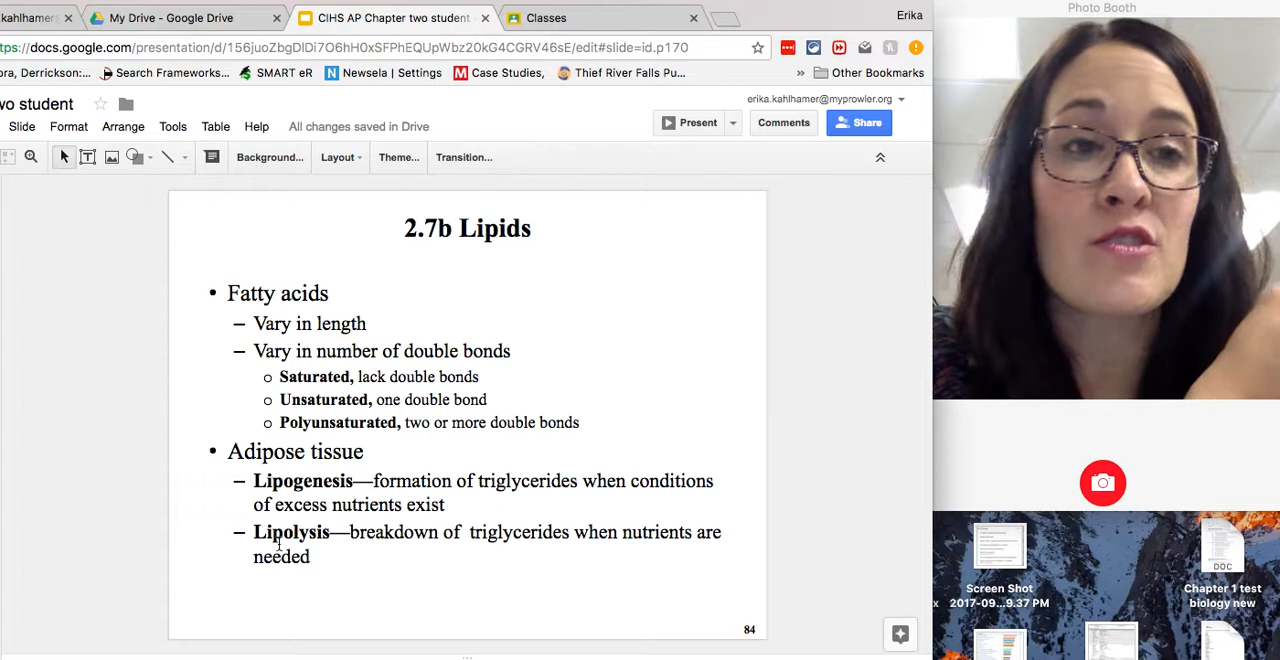 .kahlhamer@
My Drive - Google Drive
CIHS AP Chapter two student
Classes
Erika
ttps://docs.google.com/presentation/d/156juoZbgDlDi7O6hH0xSFPhEQUpWbz20kG4CGRV46sE/edit#slide=id.p170
ora, Derrickson:...
Search Frameworks...
SMART eR
Newsela | Settings
Case Studies,
Thief River Falls Pu...
»
Other Bookmarks
wo student
erika.kahlhamer@myprowler.org
Slide Format Arrange Tools Table Help All changes saved in Drive
Present
Comments
Share
Background... Layout Theme... Transition...
2.7b Lipids
• Fatty acids
– Vary in length
– Vary in number of double bonds
o Saturated, lack double bonds
o Unsaturated, one double bond
o Polyunsaturated, two or more double bonds
• Adipose tissue
– Lipogenesis—formation of triglycerides when conditions
of excess nutrients exist
– Lipolysis—breakdown of triglycerides when nutrients are
needed
84
Photo Booth
DOC
Screen Shot
2017-09...9.37 PM
Chapter 1 test
biology new
x